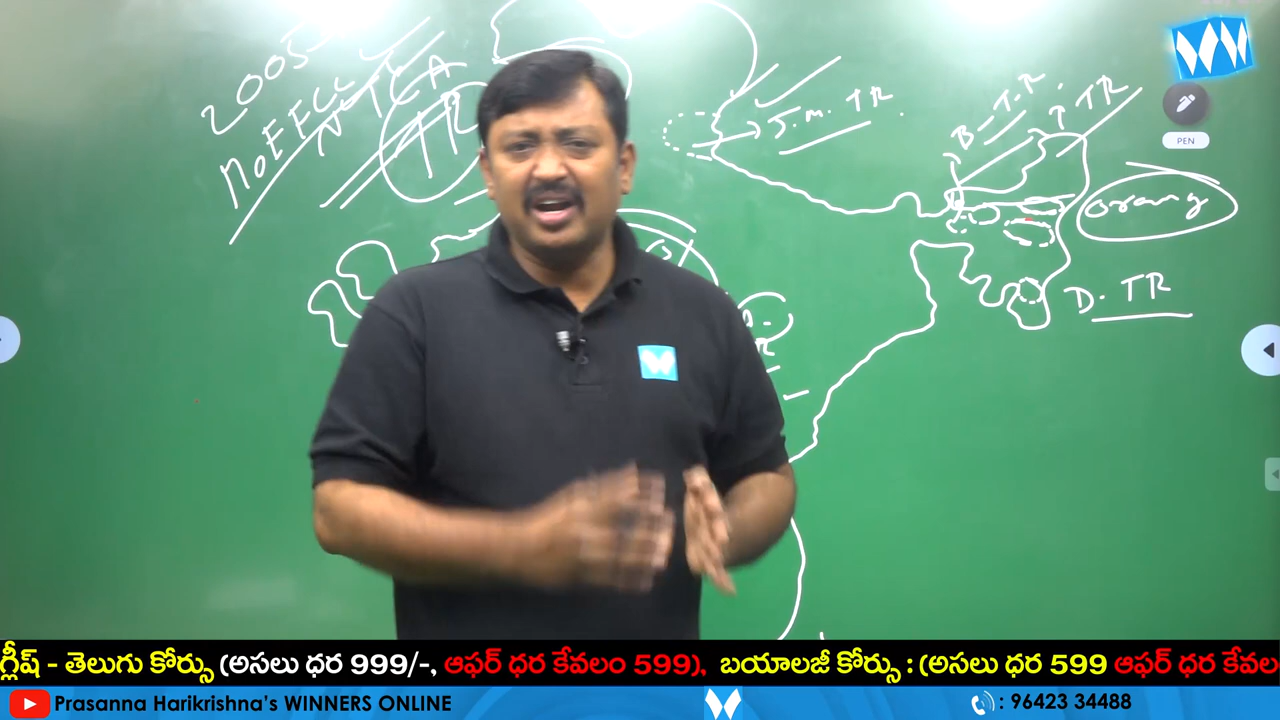 2005
NoEFCC
NTCA
TR
S.M. TR
B-T.R
P. TR
PEN
Orang
D. TR
గ్లీష్ - తెలుగు కోర్సు (అసలు ధర 999/-, ఆఫర్ ధర కేవలం 599), బయాలజీ కోర్సు : (అసలు ధర 599 ఆఫర్ ధర కేవల
Prasanna Harikrishna's WINNERS ONLINE
: 96423 34488